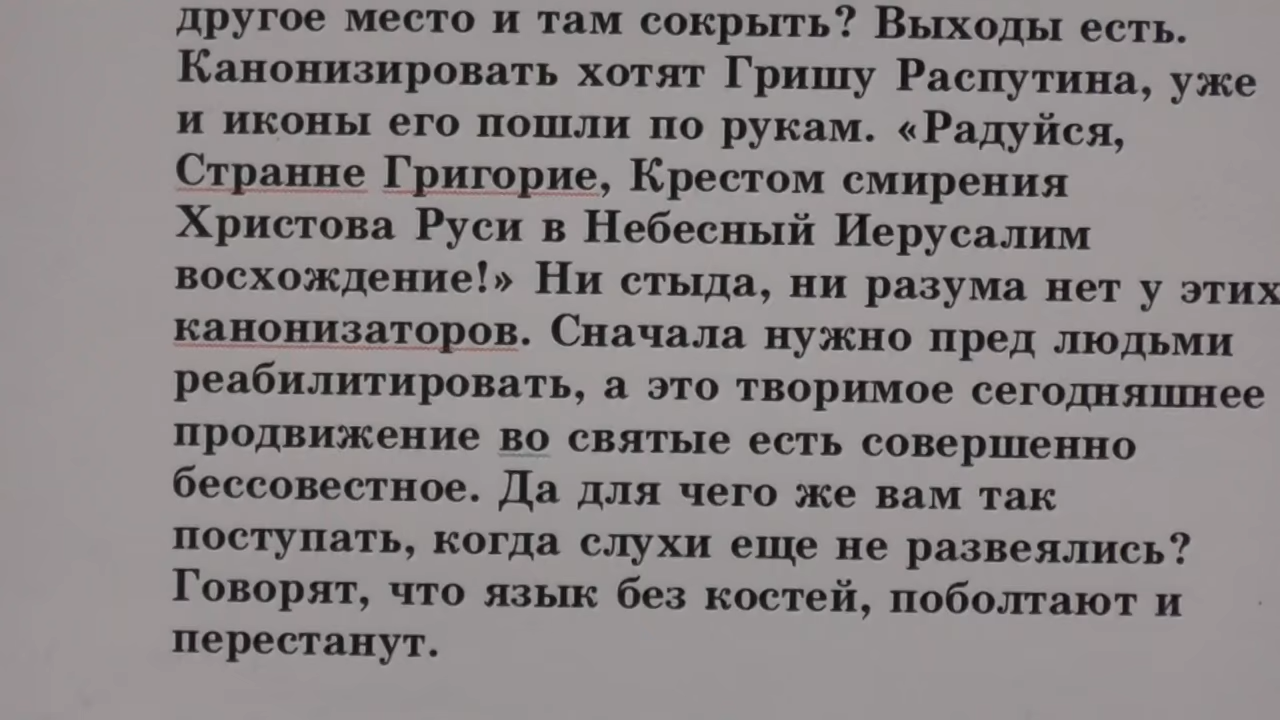 другое место и там сокрыть? Выходы есть.
Канонизировать хотят Гришу Распутина, уже
и иконы его пошли по рукам. «Радуйся,
Странне Григорие, Крестом смирения
Христова Руси в Небесный Иерусалим
восхождение!» Ни стыда, ни разума нет у этих
канонизаторов. Сначала нужно пред людьми
реабилитировать, а это творимое сегодняшнее
продвижение во святые есть совершенно
бессовестное. Да для чего же вам так
поступать, когда слухи еще не развеялись?
Говорят, что язык без костей, поболтают и
перестанут.